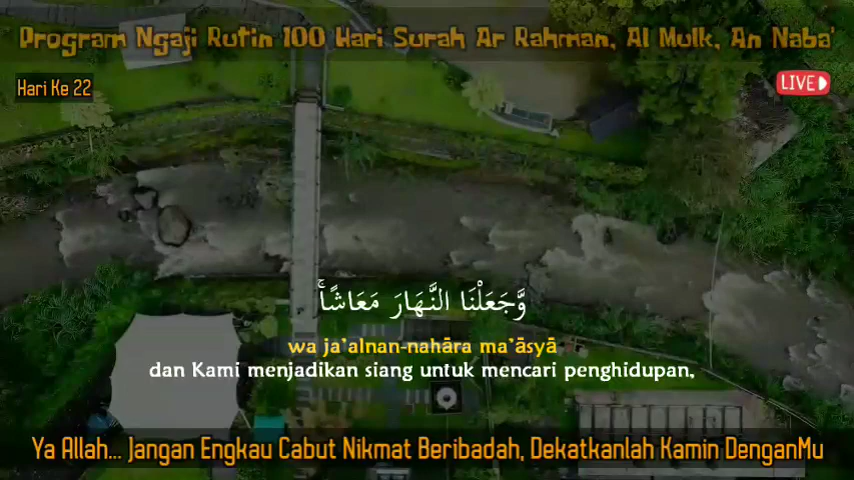 Program Ngaji Rutin 100 Hari Surah Ar Rahman, Al Mulk, An Naba'
Hari Ke 22
LIVE
وَّجَعَلْنَا النَّهَارَ مَعَاشًاۚ
wa ja'alnan-nahāra ma'āsyā
dan Kami menjadikan siang untuk mencari penghidupan,
Ya Allah... Jangan Engkau Cabut Nikmat Beribadah, Dekatkanlah Kamin DenganMu